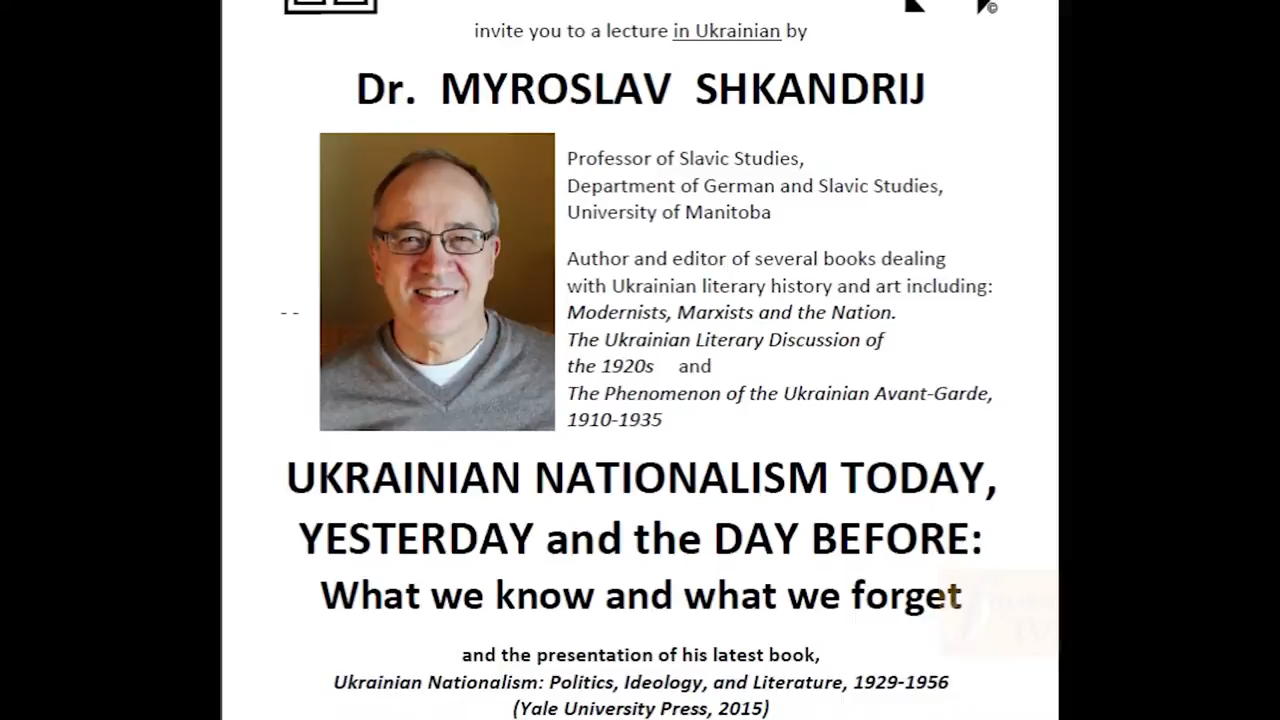 ©
invite you to a lecture in Ukrainian by
Dr. MYROSLAV SHKANDRIJ
Professor of Slavic Studies,
Department of German and Slavic Studies,
University of Manitoba
Author and editor of several books dealing
with Ukrainian literary history and art including:
Modernists, Marxists and the Nation.
The Ukrainian Literary Discussion of
the 1920s and
The Phenomenon of the Ukrainian Avant-Garde,
1910-1935
- -
UKRAINIAN NATIONALISM TODAY,
YESTERDAY and the DAY BEFORE:
What we know and what we forget
and the presentation of his latest book,
Ukrainian Nationalism: Politics, Ideology, and Literature, 1929-1956
(Yale University Press, 2015)